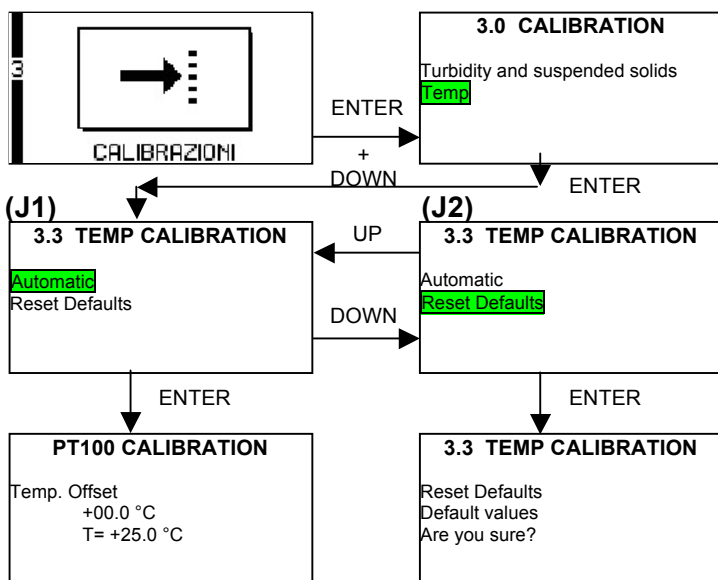 3
CALIBRAZIONI
ENTER
+
DOWN
3.0 CALIBRATION
Turbidity and suspended solids
Temp
ENTER
(J1)
3.3 TEMP CALIBRATION
Automatic
Reset Defaults
UP
DOWN
(J2)
3.3 TEMP CALIBRATION
Automatic
Reset Defaults
ENTER
PT100 CALIBRATION
Temp. Offset
+00.0 °C
T= +25.0 °C
ENTER
3.3 TEMP CALIBRATION
Reset Defaults
Default values
Are you sure?